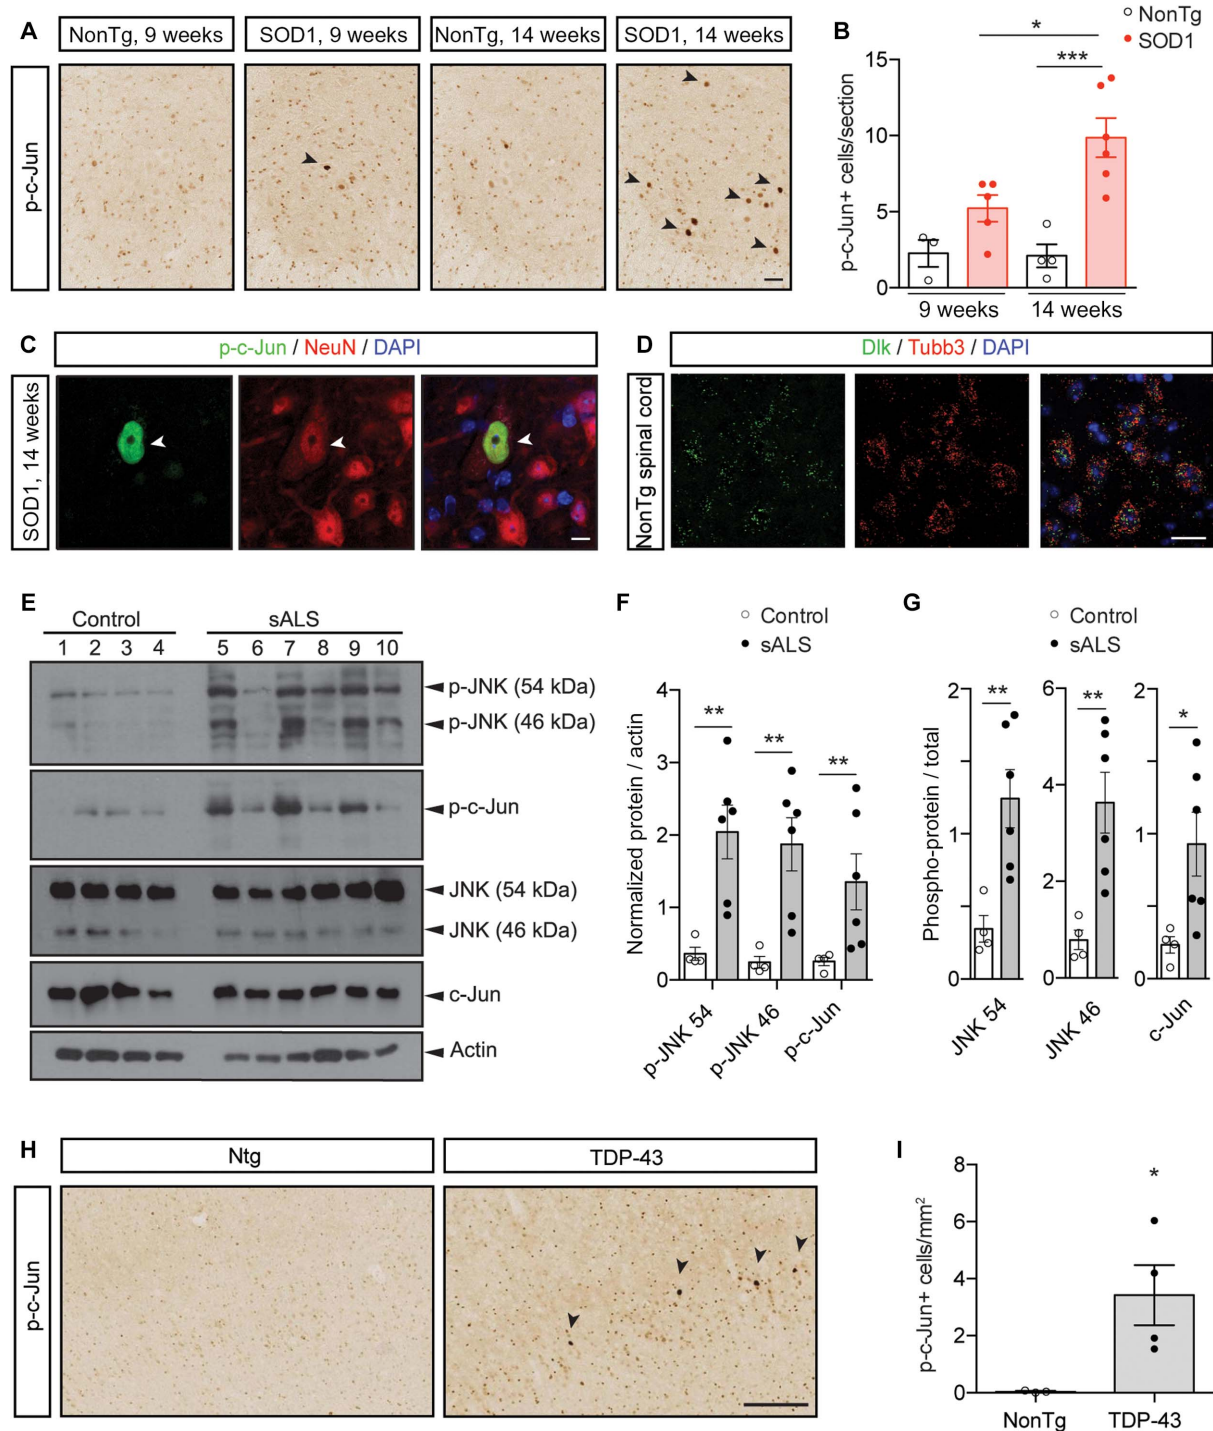 A
NonTg, 9 weeks
SOD1, 9 weeks
NonTg, 14 weeks
SOD1, 14 weeks
p-c-Jun
B
NonTg
SOD1
*
***
p-c-Jun+ cells/section
15
10
5
0
9 weeks
14 weeks
C
p-c-Jun / NeuN / DAPI
SOD1, 14 weeks
D
Dlk / Tubb3 / DAPI
NonTg spinal cord
E
Control
sALS
1 2 3 4 5 6 7 8 9 10
p-JNK (54 kDa)
p-JNK (46 kDa)
p-c-Jun
JNK (54 kDa)
JNK (46 kDa)
c-Jun
Actin
F
Control
sALS
Normalized protein / actin
4
3
2
1
0
**
**
**
p-JNK 54
p-JNK 46
p-c-Jun
G
Control
sALS
Phospho-protein / total
2
1
0
**
JNK 54
6
4
2
0
**
JNK 46
2
1
0
*
c-Jun
H
Ntg
TDP-43
p-c-Jun
I
p-c-Jun+ cells/mm²
8
6
4
2
0
*
NonTg
TDP-43